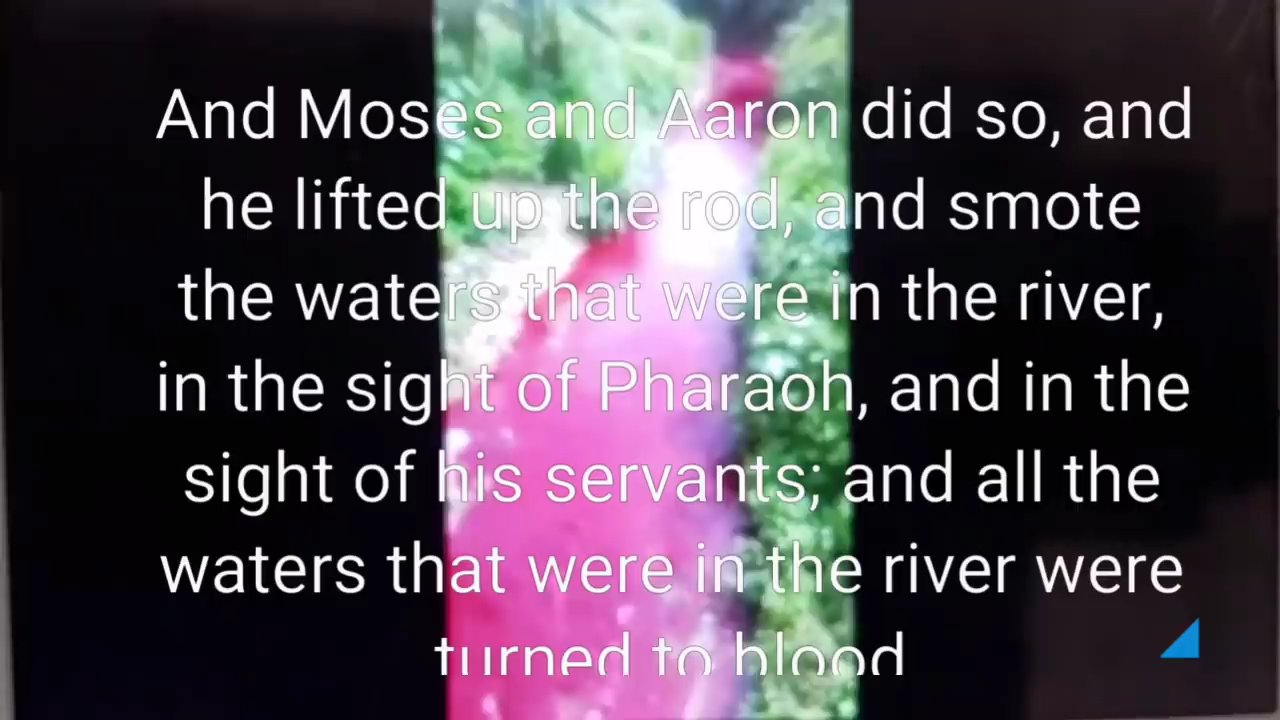 And Moses and Aaron did so, and
he lifted up the rod, and smote
the waters that were in the river,
in the sight of Pharaoh, and in the
sight of his servants; and all the
waters that were in the river were
turned to blood